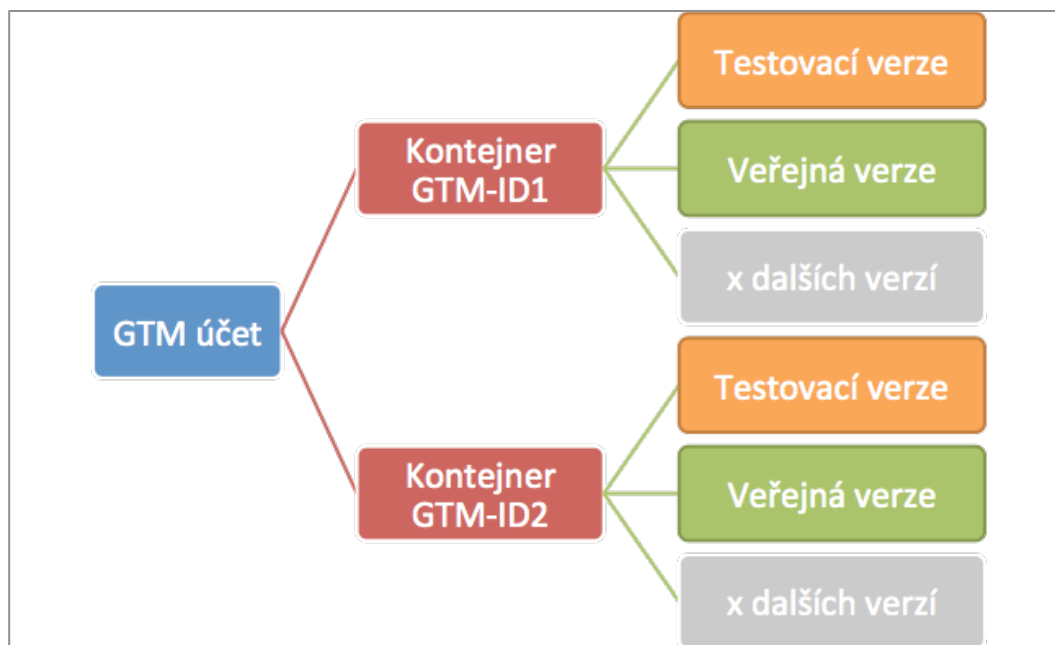 GTM účet
Kontejner
GTM-ID1
Testovací verze
Veřejná verze
x dalších verzí
Kontejner
GTM-ID2
Testovací verze
Veřejná verze
x dalších verzí